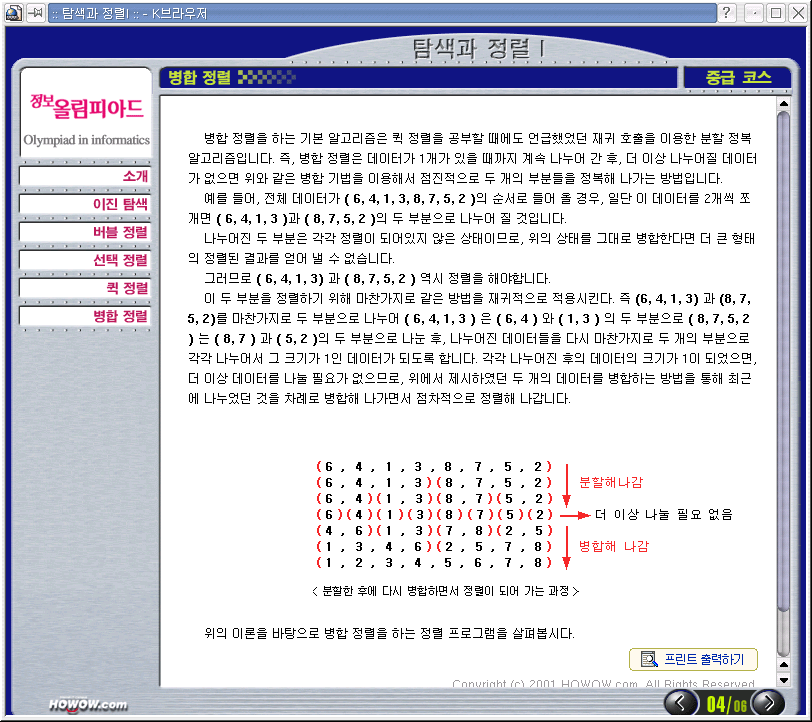 :: 탐색과 정렬I :: - K브라우저
탐색과 정렬 I
정보올림피아드
Olympiad in informatics
소개
이진 탐색
버블 정렬
선택 정렬
퀵 정렬
병합 정렬
병합 정렬
중급 코스
병합 정렬을 하는 기본 알고리즘은 퀵 정렬을 공부할 때에도 언급했었던 재귀 호출을 이용한 분할 정복
알고리즘입니다. 즉, 병합 정렬은 데이터가 1개가 있을 때까지 계속 나누어 간 후, 더 이상 나누어질 데이터
가 없으면 위와 같은 병합 기법을 이용해서 점진적으로 두 개의 부분들을 정복해 나가는 방법입니다.
예를 들어, 전체 데이터가 ( 6, 4, 1, 3, 8, 7, 5, 2 )의 순서로 들어 올 경우, 일단 이 데이터를 2개씩 쪼
개면 ( 6, 4, 1, 3 )과 ( 8, 7, 5, 2 )의 두 부분으로 나누어 질 것입니다.
나누어진 두 부분은 각각 정렬이 되어있지 않은 상태이므로, 위의 상태를 그대로 병합한다면 더 큰 형태
의 정렬된 결과를 얻어 낼 수 없습니다.
그러므로 ( 6, 4, 1, 3) 과 ( 8, 7, 5, 2 ) 역시 정렬을 해야합니다.
이 두 부분을 정렬하기 위해 마찬가지로 같은 방법을 재귀적으로 적용시킨다. 즉 (6, 4, 1, 3) 과 (8, 7,
5, 2)를 마찬가지로 두 부분으로 나누어 ( 6, 4, 1, 3 ) 은 ( 6, 4 ) 와 ( 1, 3 ) 의 두 부분으로 ( 8, 7, 5, 2
) 는 ( 8, 7 ) 과 ( 5, 2 )의 두 부분으로 나눈 후, 나누어진 데이터들을 다시 마찬가지로 두 개의 부분으로
각각 나누어서 그 크기가 1인 데이터가 되도록 합니다. 각각 나누어진 후의 데이터의 크기가 1이 되었으면,
더 이상 데이터를 나눌 필요가 없으므로, 위에서 제시하였던 두 개의 데이터를 병합하는 방법을 통해 최근
에 나누었던 것을 차례로 병합해 나가면서 점차적으로 정렬해 나갑니다.
(6 , 4 , 1 , 3 , 8 , 7 , 5 , 2)
(6 , 4 , 1 , 3)(8 , 7 , 5 , 2)
분할해나감
(6 , 4)(1 , 3)(8 , 7)(5 , 2)
(6)(4)(1)(3)(8)(7)(5)(2)
더 이상 나눌 필요 없음
(4 , 6)(1 , 3)(7 , 8)(2 , 5)
(1 , 3 , 4 , 6)(2 , 5 , 7 , 8)
병합해 나감
(1 , 2 , 3 , 4 , 5 , 6 , 7 , 8)
< 분할한 후에 다시 병합하면서 정렬이 되어 가는 과정 >
위의 이론을 바탕으로 병합 정렬을 하는 정렬 프로그램을 살펴봅시다.
프린트 출력하기
Copyright (c) 2001 HOWOW.com. All Rights Reserved.
HOWOW.com
04/06